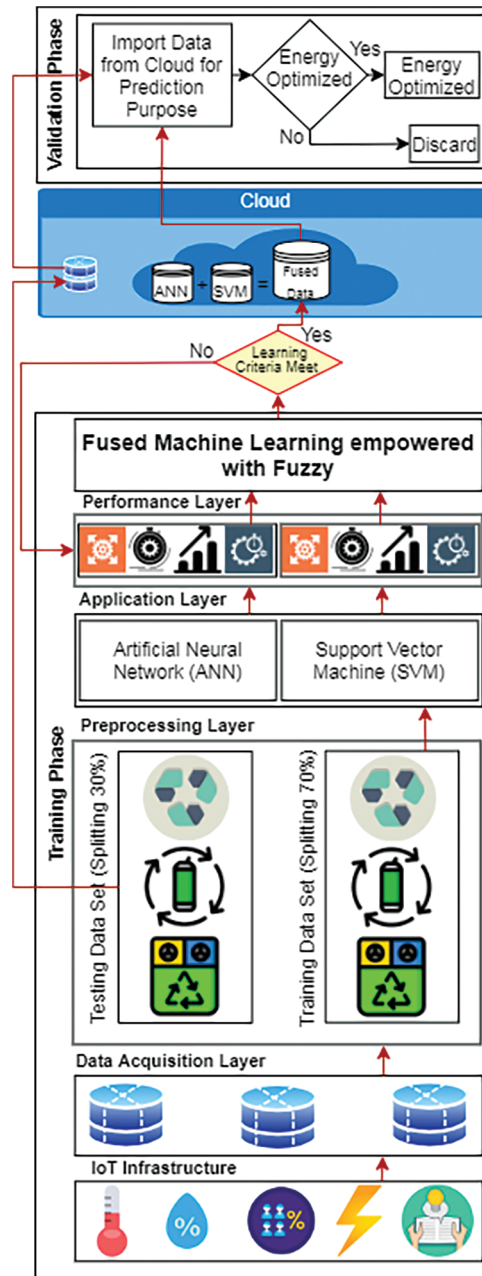 Validation Phase
Import Data
from Cloud for
Prediction
Purpose
Energy
Optimized
Yes
Energy
Optimized
No
Discard
Cloud
ANN
+
SVM
=
Fused
Data
No
Yes
Learning
Criteria Meet
Training Phase
Fused Machine Learning empowered
with Fuzzy
Performance Layer
Application Layer
Artificial Neural
Network (ANN)
Support Vector
Machine (SVM)
Preprocessing Layer
Testing Data Set (Splitting 30%)
Training Data Set (Splitting 70%)
Data Acquisition Layer
IoT Infrastructure
%
%